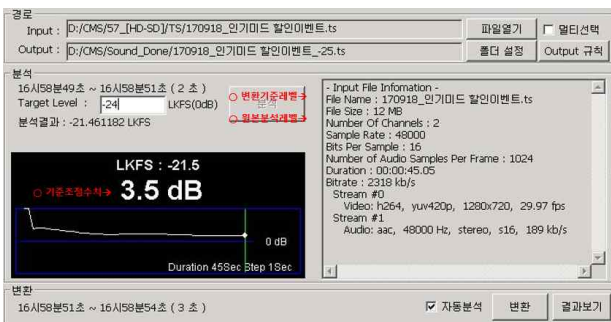 경로
Input : D:/CMS/57_[HD-SD]/TS/170918_인기미드 할인이벤트.ts 파일열기 멀티선택
Output : D:/CMS/Sound_Done/170918_인기미드 할인이벤트_-25.ts 폴더 설정 Output 규칙
분석
16시58분49초 ~ 16시58분51초 ( 2 초 )
Target Level : -24 LKFS(0dB)
분석결과 : -21.461182 LKFS
○ 변환기준레벨→
분석
○ 원본분석레벨→
LKFS : -21.5
○ 기준조정수치→ 3.5 dB
0 dB
Duration 45Sec Step 1Sec
- Input File Infomation -
File Name : 170918_인기미드 할인이벤트.ts
File Size : 12 MB
Number Of Channels : 2
Sample Rate : 48000
Bits Per Sample : 16
Number of Audio Samples Per Frame : 1024
Duration : 00:00:45.05
Bitrate : 2318 kb/s
Stream #0
Video: h264, yuv420p, 1280x720, 29.97 fps
Stream #1
Audio: aac, 48000 Hz, stereo, s16, 189 kb/s
변환
16시58분51초 ~ 16시58분54초 ( 3 초 ) 자동분석 변환 결과보기